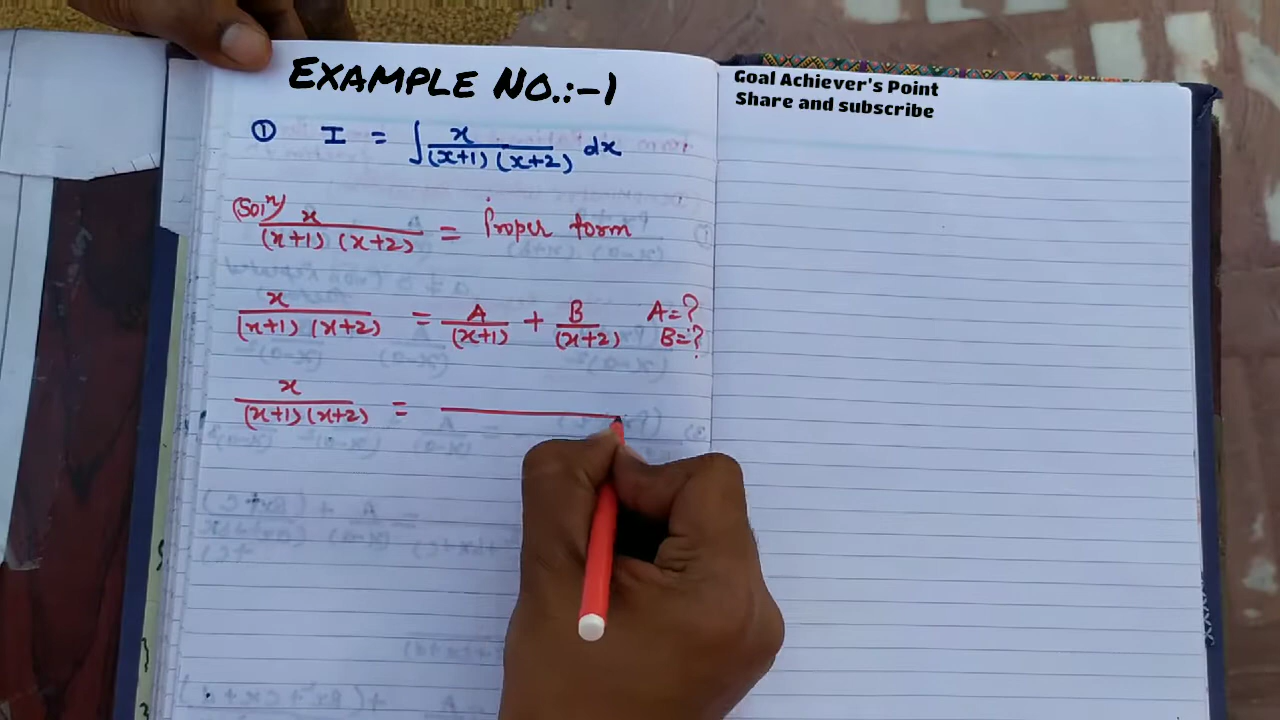 EXAMPLE NO.:-1
Goal Achiever's Point
Share and subscribe
① I = ∫ x / (x+1) (x+2) dx
(Solⁿ) x / (x+1) (x+2) = Proper form
x / (x+1) (x+2) = A / (x+1) + B / (x+2) A=?
B=?
x / (x+1) (x+2) =